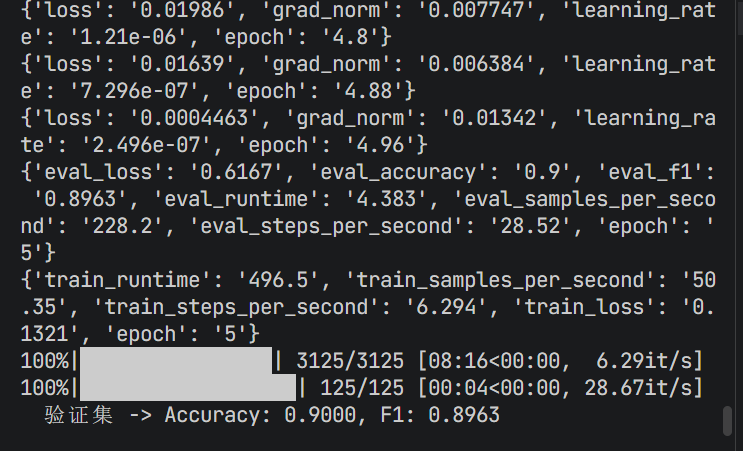 {'loss': '0.01986', 'grad_norm': '0.007747', 'learning_rat
e': '1.21e-06', 'epoch': '4.8'}
{'loss': '0.01639', 'grad_norm': '0.006384', 'learning_rat
e': '7.296e-07', 'epoch': '4.88'}
{'loss': '0.0004463', 'grad_norm': '0.01342', 'learning_ra
te': '2.496e-07', 'epoch': '4.96'}
{'eval_loss': '0.6167', 'eval_accuracy': '0.9', 'eval_f1':
 '0.8963', 'eval_runtime': '4.383', 'eval_samples_per_seco
nd': '228.2', 'eval_steps_per_second': '28.52', 'epoch': '
5'}
{'train_runtime': '496.5', 'train_samples_per_second': '50
.35', 'train_steps_per_second': '6.294', 'train_loss': '0.
1321', 'epoch': '5'}
100%|██████████| 3125/3125 [08:16<00:00,  6.29it/s]
100%|██████████| 125/125 [00:04<00:00, 28.67it/s]
  验证集 -> Accuracy: 0.9000, F1: 0.8963